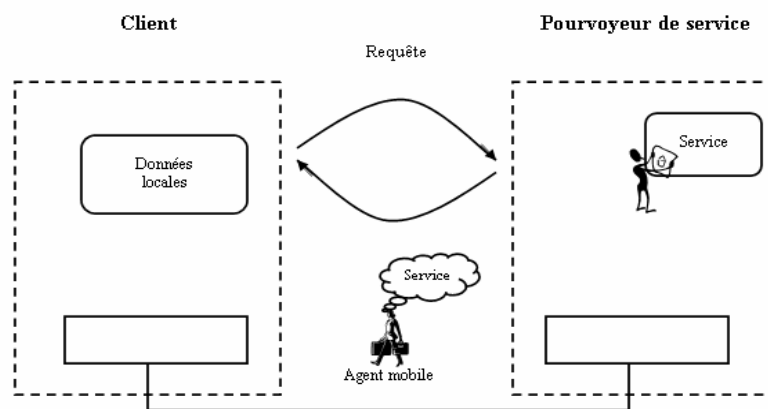 Client
Pourvoyeur de service
Requête
Données
locales
Service
Service
Agent mobile